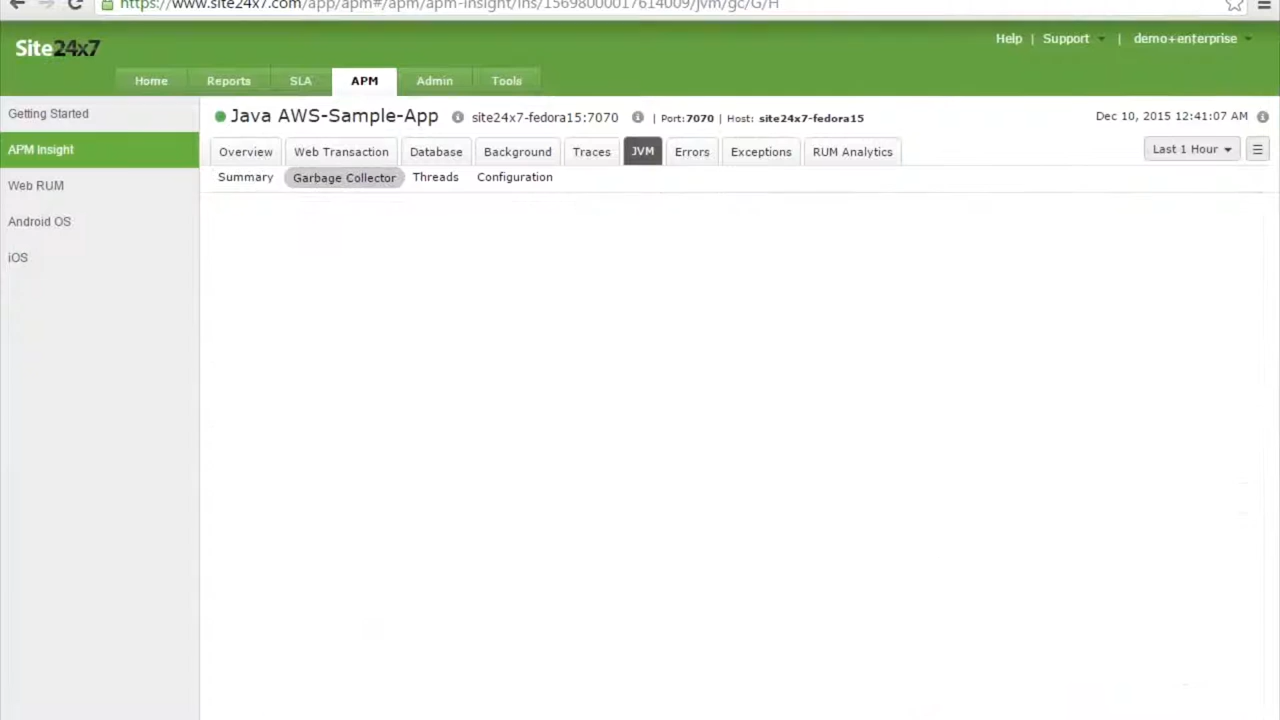 https://www.site24x7.com/app/apm#/apm/apm-insight/ins/15698000017614009/jvm/gc/G/H
Site24x7
Help | Support | demo+enterprise
Home Reports SLA APM Admin Tools
Getting Started
APM Insight
Web RUM
Android OS
iOS
Java AWS-Sample-App site24x7-fedora15:7070 | Port:7070 | Host: site24x7-fedora15
Dec 10, 2015 12:41:07 AM
Overview Web Transaction Database Background Traces JVM Errors Exceptions RUM Analytics
Last 1 Hour
Summary Garbage Collector Threads Configuration